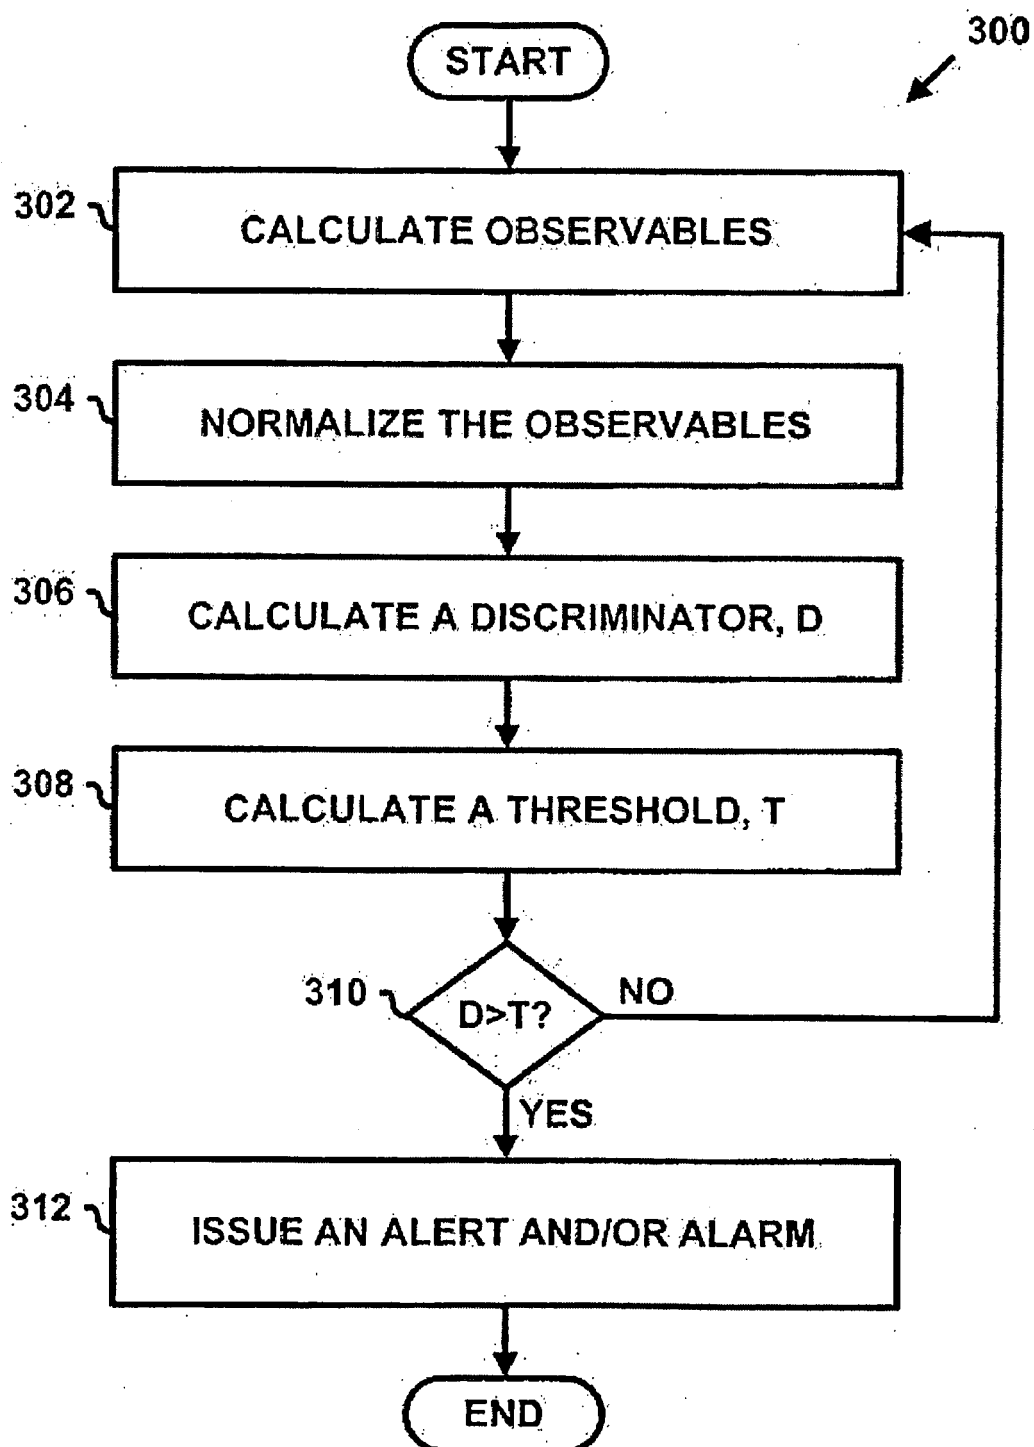 300
START
302
CALCULATE OBSERVABLES
304
NORMALIZE THE OBSERVABLES
306
CALCULATE A DISCRIMINATOR, D
308
CALCULATE A THRESHOLD, T
310
D>T?
NO
YES
312
ISSUE AN ALERT AND/OR ALARM
END